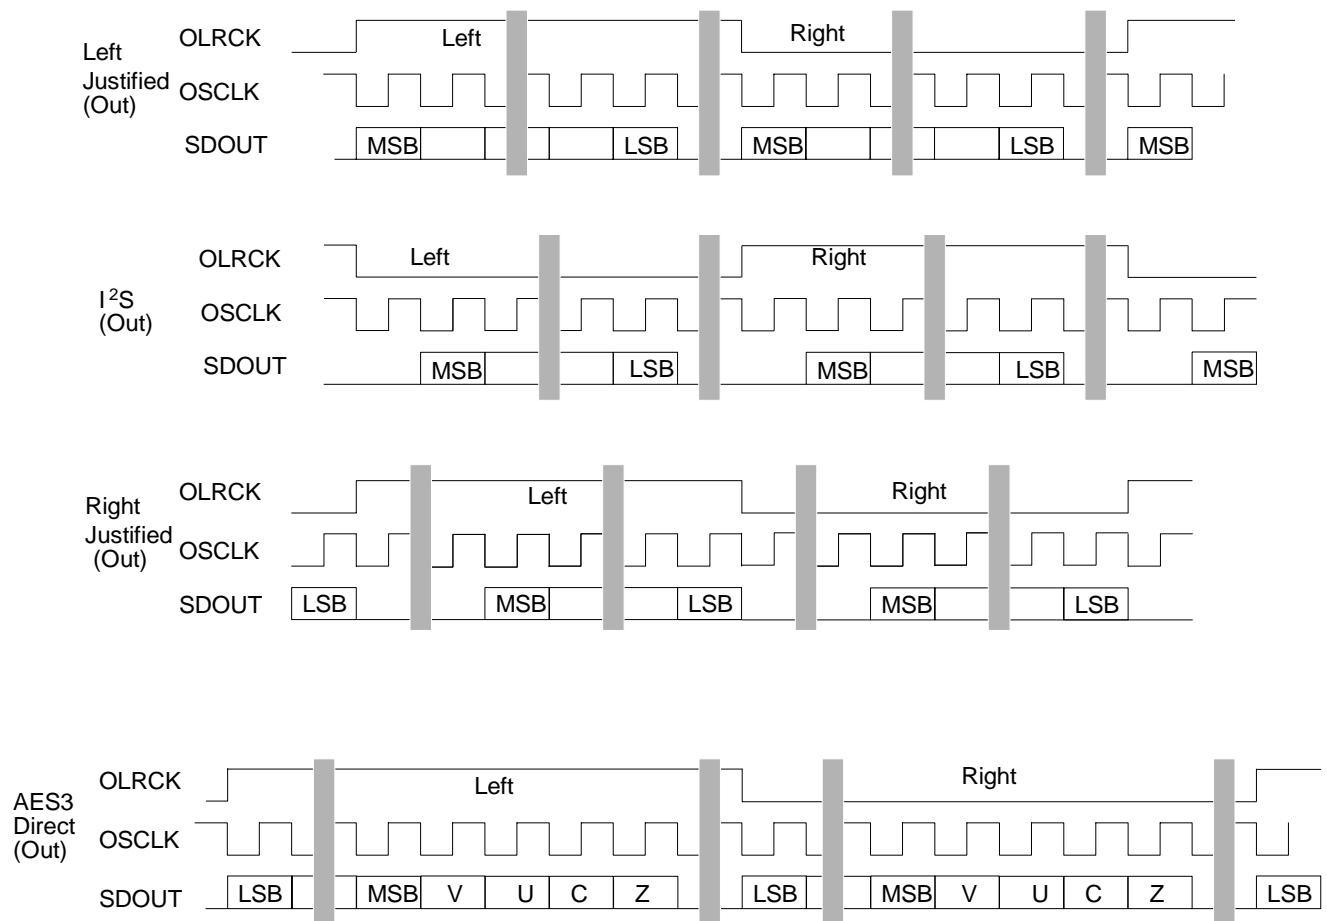 OLRCK Left Right
Left
Justified
(Out)
OSCLK
SDOUT MSB LSB MSB LSB MSB
OLRCK Left Right
I²S
(Out)
OSCLK
SDOUT MSB LSB MSB LSB MSB
OLRCK Left Right
Right
Justified
(Out)
OSCLK
SDOUT LSB MSB LSB MSB LSB
OLRCK Left Right
AES3
Direct
(Out)
OSCLK
SDOUT LSB MSB V U C Z LSB MSB V U C Z LSB